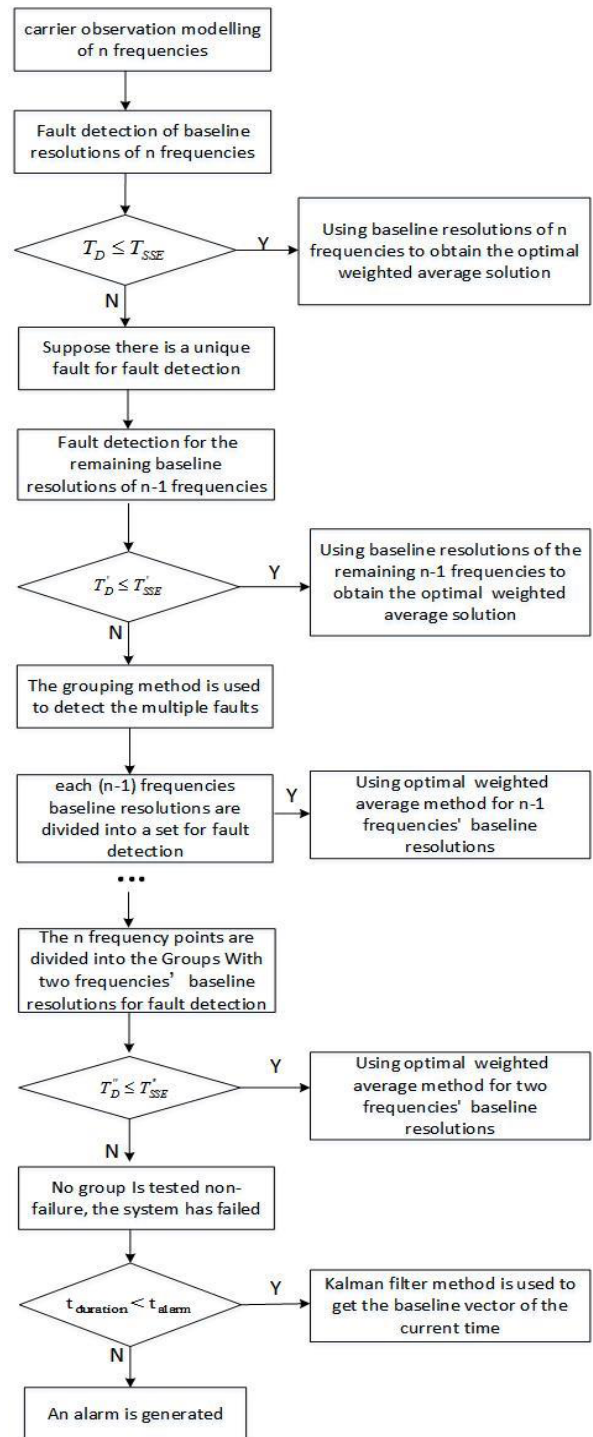 carrier observation modelling
of n frequencies
Fault detection of baseline
resolutions of n frequencies
T_D ≤ T_SSE
Y
Using baseline resolutions of n
frequencies to obtain the optimal
weighted average solution
N
Suppose there is a unique
fault for fault detection
Fault detection for the
remaining baseline
resolutions of n-1 frequencies
T'_D ≤ T'_SSE
Y
Using baseline resolutions of the
remaining n-1 frequencies to
obtain the optimal weighted
average solution
N
The grouping method is used
to detect the multiple faults
each (n-1) frequencies
baseline resolutions are
divided into a set for fault
detection
Y
Using optimal weighted
average method for n-1
frequencies' baseline
resolutions
...
The n frequency points are
divided into the Groups With
two frequencies’ baseline
resolutions for fault detection
T''_D ≤ T''_SSE
Y
Using optimal weighted
average method for two
frequencies' baseline
resolutions
N
No group Is tested non-
failure, the system has failed
t_duration < t_alarm
Y
Kalman filter method is used to
get the baseline vector of the
current time
N
An alarm is generated